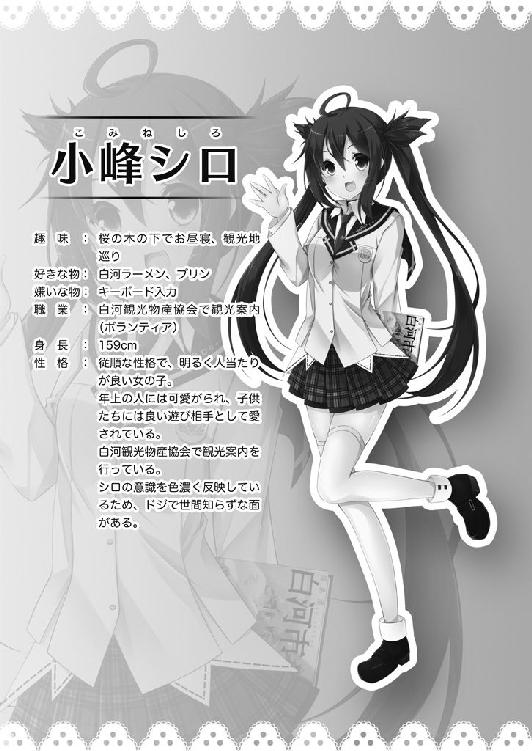 こみねしろ
小峰シロ
趣味：桜の木の下でお昼寝、観光地
巡り
好きな物：白河ラーメン、プリン
嫌いな物：キーボード入力
職業：白河観光物産協会で観光案内
（ボランティア）
身長：159cm
性格：従順な性格で、明るく人当たり
が良い女の子。
年上の人には可愛がられ、子供
たちには良い遊び相手として愛
されている。
白河観光物産協会で観光案内を
行っている。
シロの意識を色濃く反映してい
るため、ドジで世間知らずな面
がある。
白河市
白河市